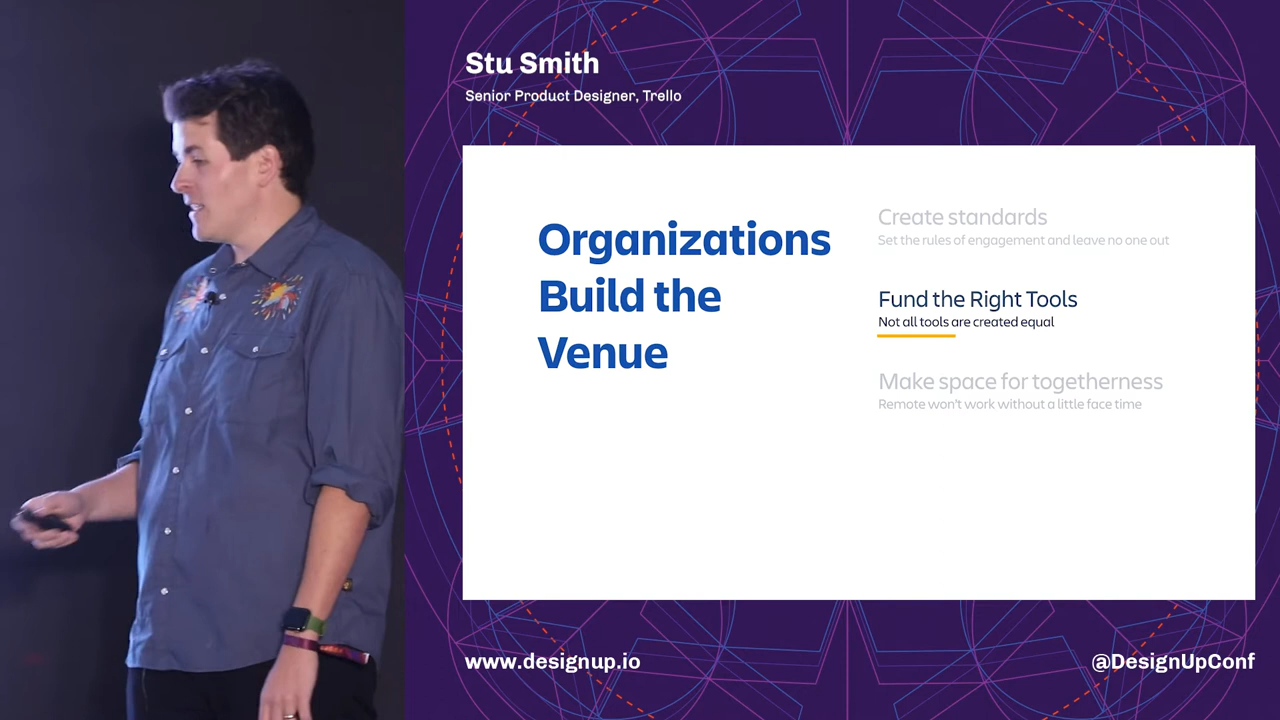 Stu Smith
Senior Product Designer, Trello
Organizations
Build the
Venue
Create standards
Set the rules of engagement and leave no one out
Fund the Right Tools
Not all tools are created equal
Make space for togetherness
Remote won't work without a little face time
www.designup.io
@DesignUpConf